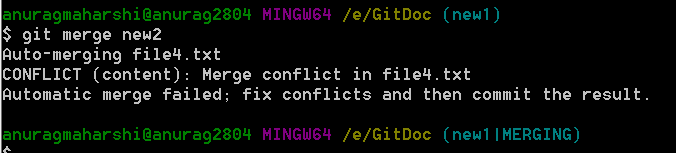 anuragmaharshi@anurag2804 MINGW64 /e/GitDoc (new1)
$ git merge new2
Auto-merging file4.txt
CONFLICT (content): Merge conflict in file4.txt
Automatic merge failed; fix conflicts and then commit the result.
anuragmaharshi@anurag2804 MINGW64 /e/GitDoc (new1|MERGING)
$